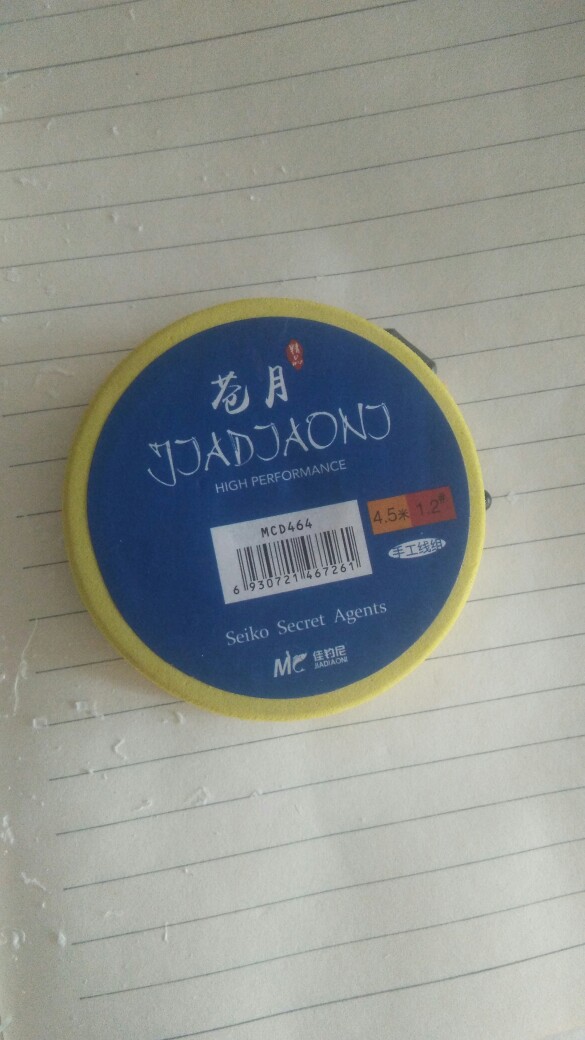 苍月
JIADIAONI
HIGH PERFORMANCE
MCD464
4.5米 1.2#
6 930721 467261
手工线组
Seiko Secret Agents
MC 佳钓尼
JIADIAONI